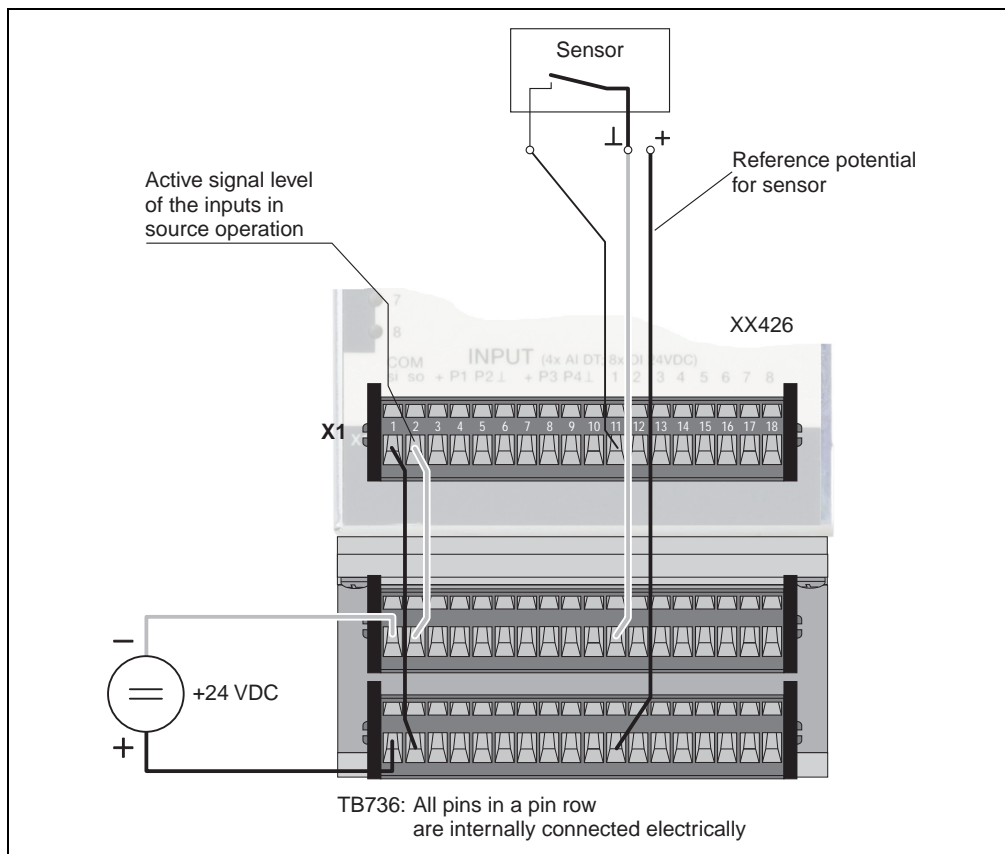 Sensor
⊥ +
Reference potential
for sensor
Active signal level
of the inputs in
source operation
7
8
XX426
COM INPUT (4x AI DT, 8x DI 24VDC)
SI SO + P1 P2 ⊥ + P3 P4 ⊥ 1 2 3 4 5 6 7 8
X1
1 2 3 4 5 6 7 8 9 10 11 12 13 14 15 16 17 18
−
+24 VDC
+
TB736: All pins in a pin row
are internally connected electrically